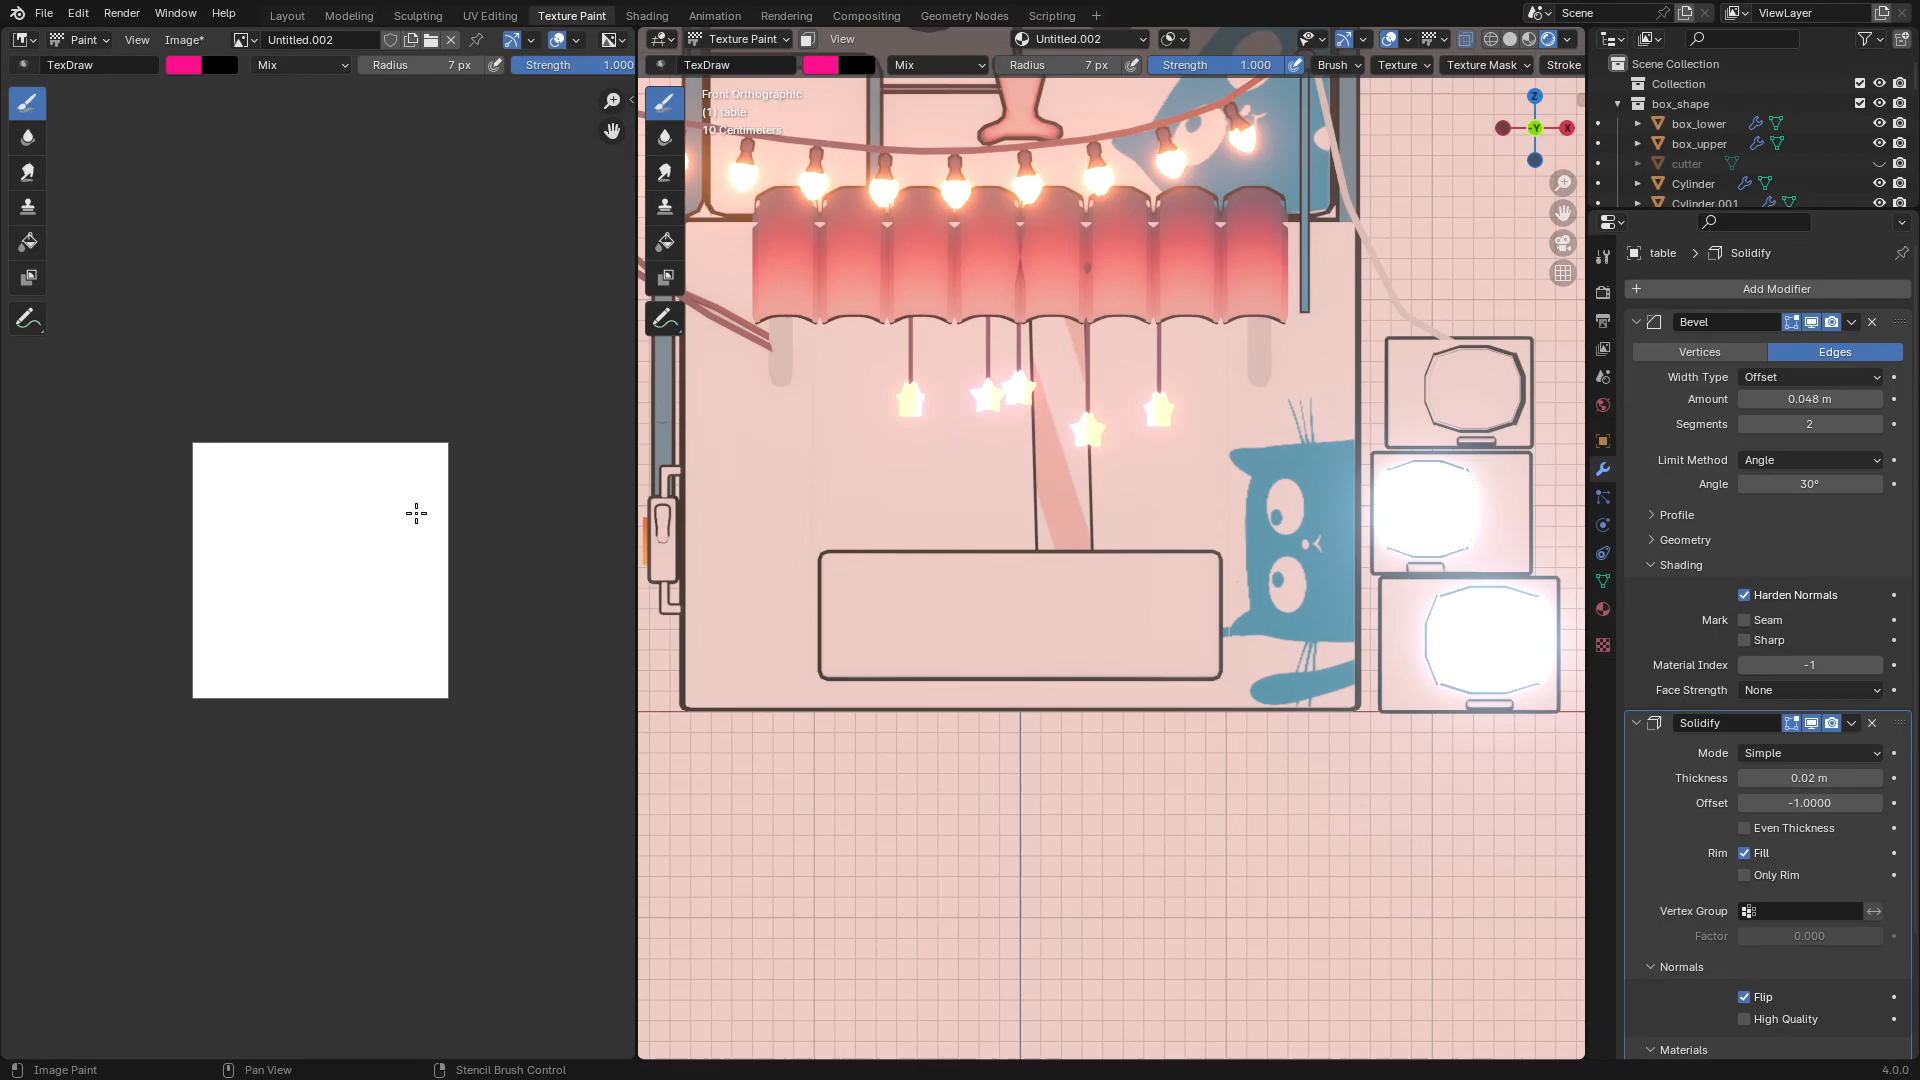 File Edit Render Window Help Layout Modeling Sculpting UV Editing Texture Paint Shading Animation Rendering Compositing Geometry Nodes Scripting + Scene ViewLayer
Paint View Image* Untitled.002 Texture Paint View Untitled.002
TexDraw Mix Radius 7 px Strength 1.000 TexDraw Mix Radius 7 px Strength 1.000 Brush Texture Texture Mask Stroke
Scene Collection
Collection
box_shape
box_lower
box_upper
cutter
Cylinder
Cylinder.001
Front Orthographic
(1) table
10 Centimeters
Z
-Y
X
table > Solidify
+ Add Modifier
Bevel
Vertices Edges
Width Type Offset
Amount 0.048 m
Segments 2
Limit Method Angle
Angle 30°
Profile
Geometry
Shading
Harden Normals
Mark Seam
Sharp
Material Index -1
Face Strength None
Solidify
Mode Simple
Thickness 0.02 m
Offset -1.0000
Even Thickness
Rim Fill
Only Rim
Vertex Group
Factor 0.000
Normals
Flip
High Quality
Materials
Image Paint Pan View Stencil Brush Control 4.0.0